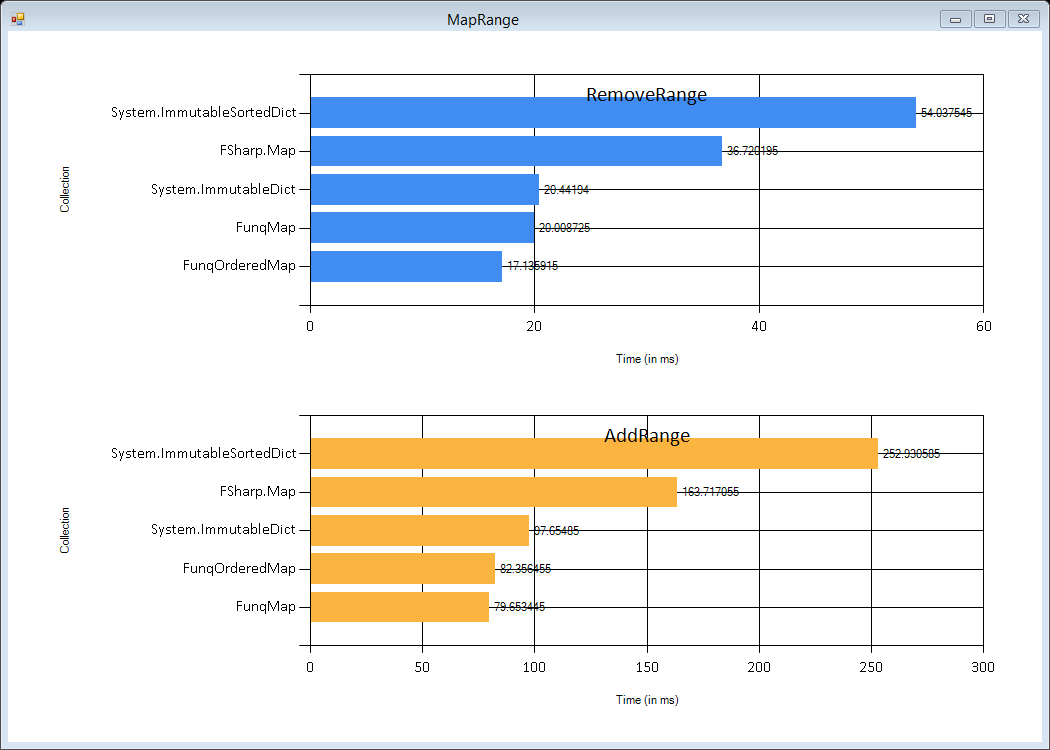 MapRange
RemoveRange
Collection
System.ImmutableSortedDict 54.037545
FSharp.Map 36.720195
System.ImmutableDict 20.44194
FunqMap 20.008725
FunqOrderedMap 17.135915
0 20 40 60
Time (in ms)
AddRange
Collection
System.ImmutableSortedDict 252.930585
FSharp.Map 163.717055
System.ImmutableDict 97.65485
FunqOrderedMap 82.356455
FunqMap 79.653445
0 50 100 150 200 250 300
Time (in ms)